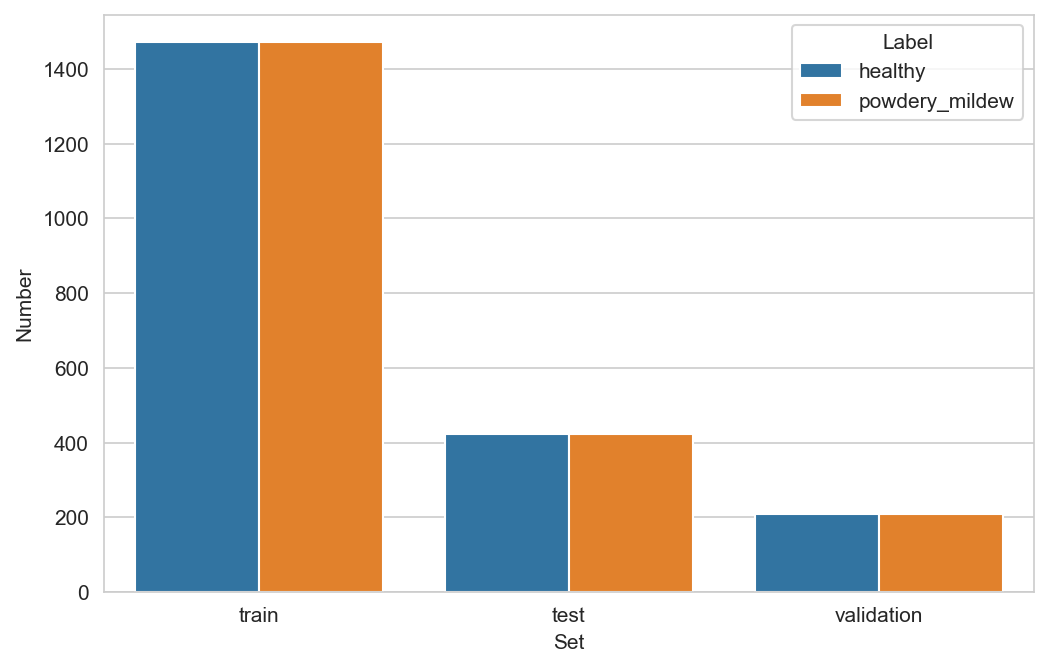 Label
healthy
powdery_mildew
1400
1200
1000
800
600
400
200
0
Number
train
test
validation
Set